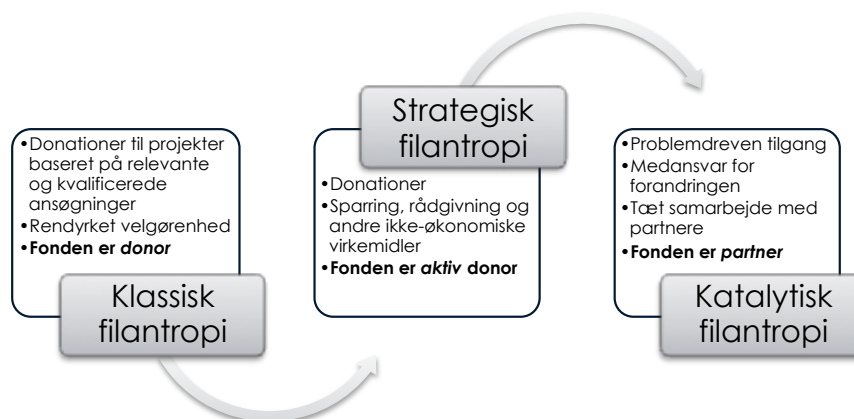 •Donationer til projekter
baseret på relevante
og kvalificerede
ansøgninger
•Rendyrket velgørenhed
•Fonden er donor
Klassisk
filantropi
Strategisk
filantropi
•Donationer
•Sparring, rådgivning og
andre ikke-økonomiske
virkemidler
•Fonden er aktiv donor
•Problemdreven tilgang
•Medansvar for
forandringen
•Tæt samarbejde med
partnere
•Fonden er partner
Katalytisk
filantropi